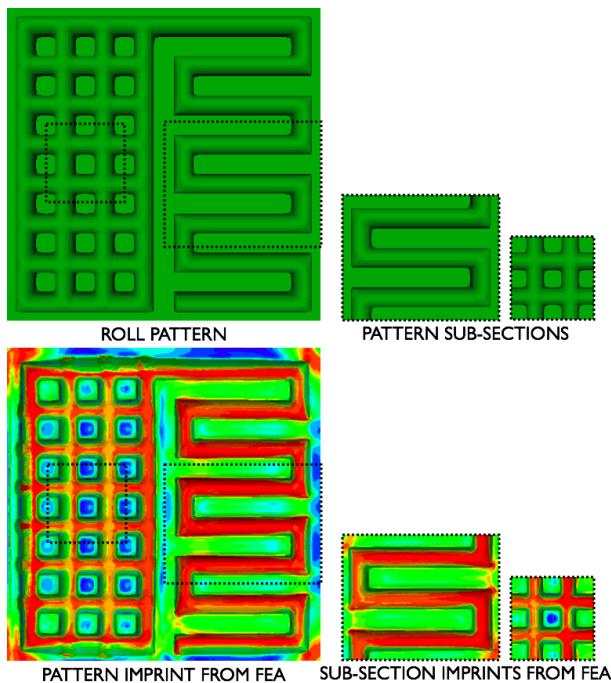 ROLL PATTERN
PATTERN SUB-SECTIONS
PATTERN IMPRINT FROM FEA
SUB-SECTION IMPRINTS FROM FEA